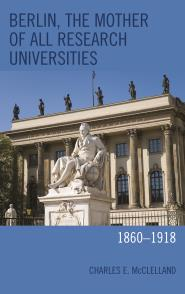 BERLIN, THE MOTHER
OF ALL RESEARCH
UNIVERSITIES
1860–1918
CHARLES E. McCLELLAND